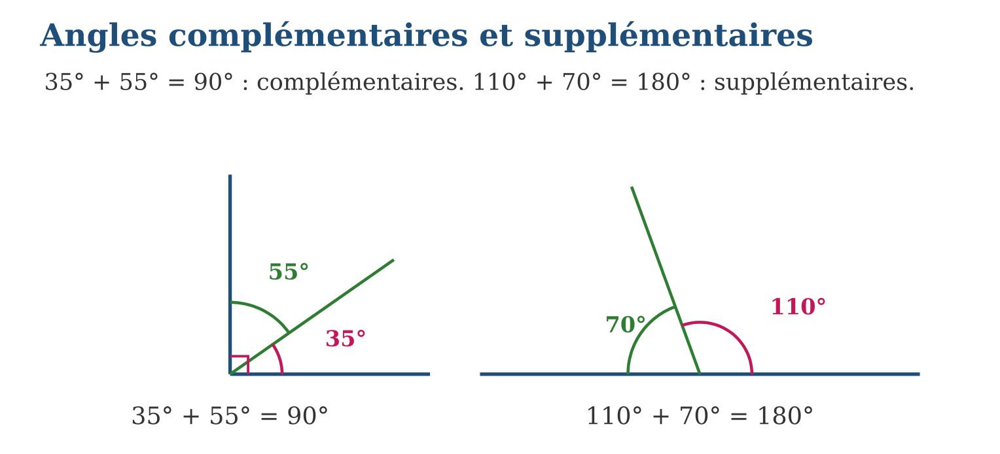 Angles complémentaires et supplémentaires
35° + 55° = 90° : complémentaires. 110° + 70° = 180° : supplémentaires.
55°
35°
70°
110°
35° + 55° = 90°
110° + 70° = 180°